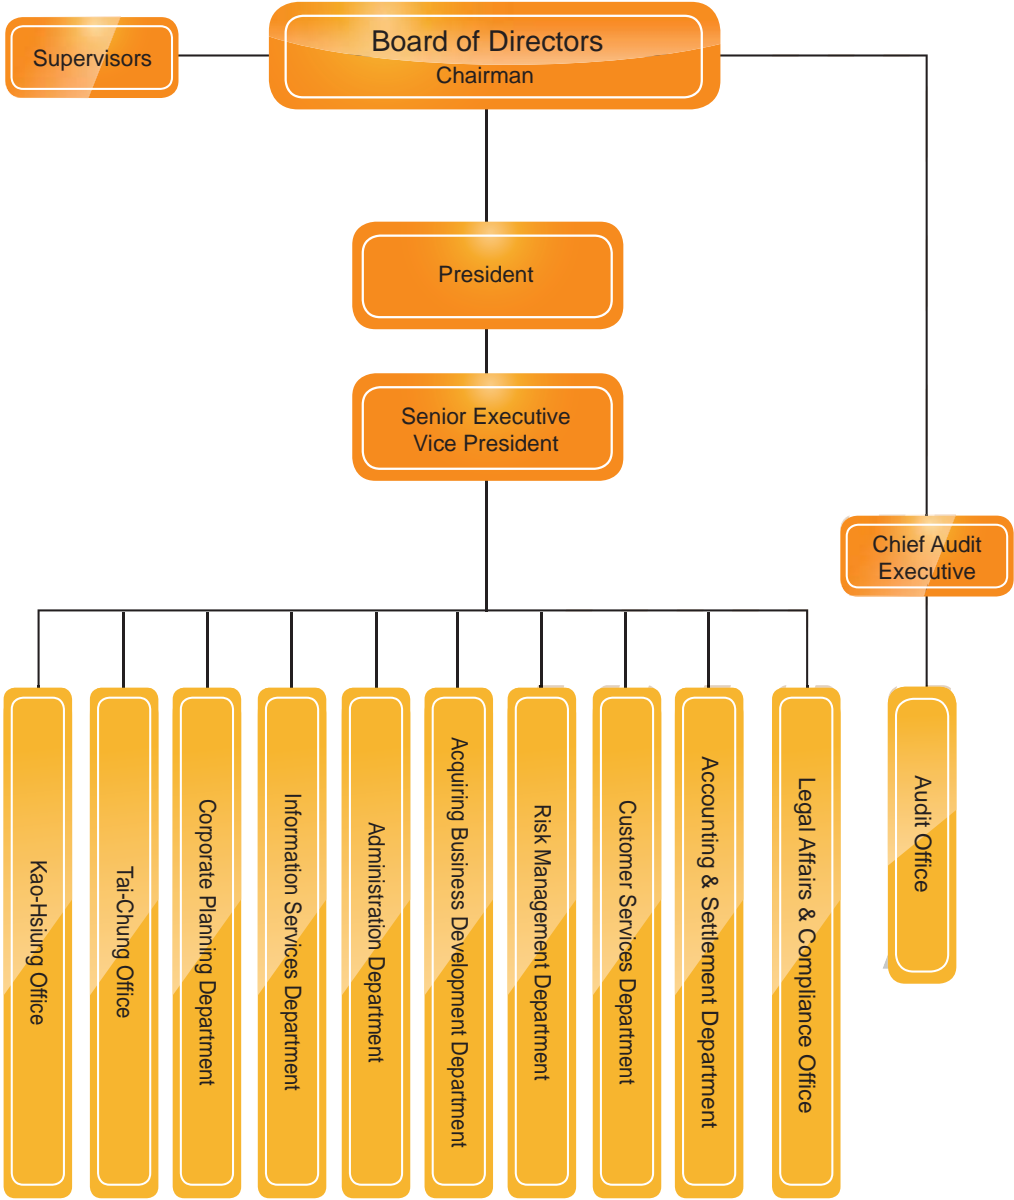 Supervisors
Board of Directors
Chairman
President
Senior Executive
Vice President
Chief Audit
Executive
Kao-Hsiung Office
Tai-Chung Office
Corporate Planning Department
Information Services Department
Administration Department
Acquiring Business Development Department
Risk Management Department
Customer Services Department
Accounting & Settlement Department
Legal Affairs & Compliance Office
Audit Office